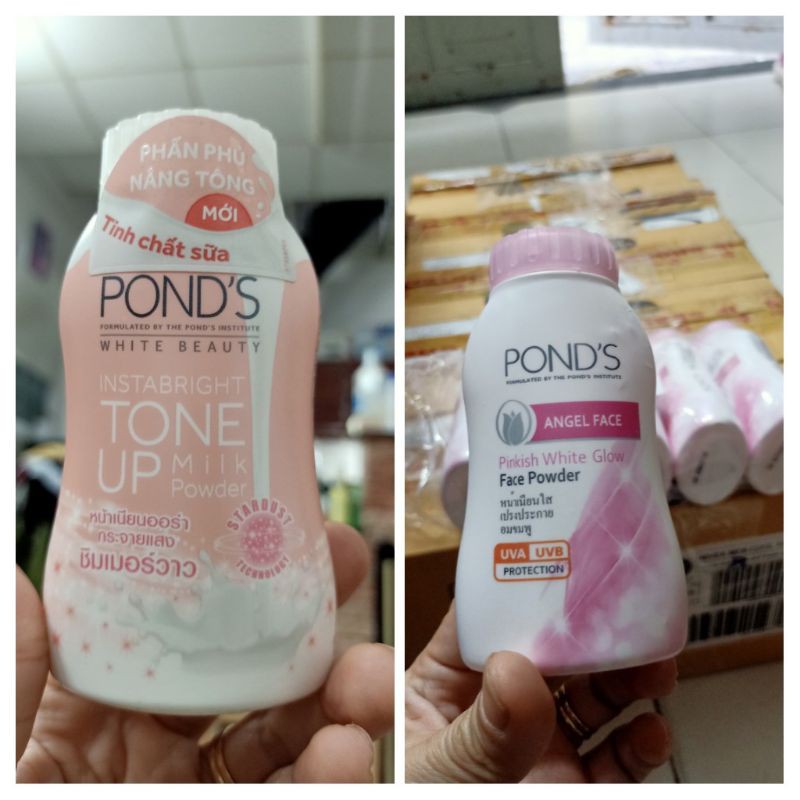 PHẤN PHỦ
NÂNG TÔNG
MỚI
Tinh chất sữa
POND'S
FORMULATED BY THE POND'S INSTITUTE
WHITE BEAUTY
INSTABRIGHT
TONE
UP Milk
Powder
หน้าเนียนออร่า
กระจายแสง
ชิมเมอร์วาว
STARDUST
TECHNOLOGY
POND'S
FORMULATED BY THE POND'S INSTITUTE
ANGEL FACE
Pinkish White Glow
Face Powder
หน้าเนียนใส
เปร่งประกาย
อมชมพู
UVA UVB
PROTECTION